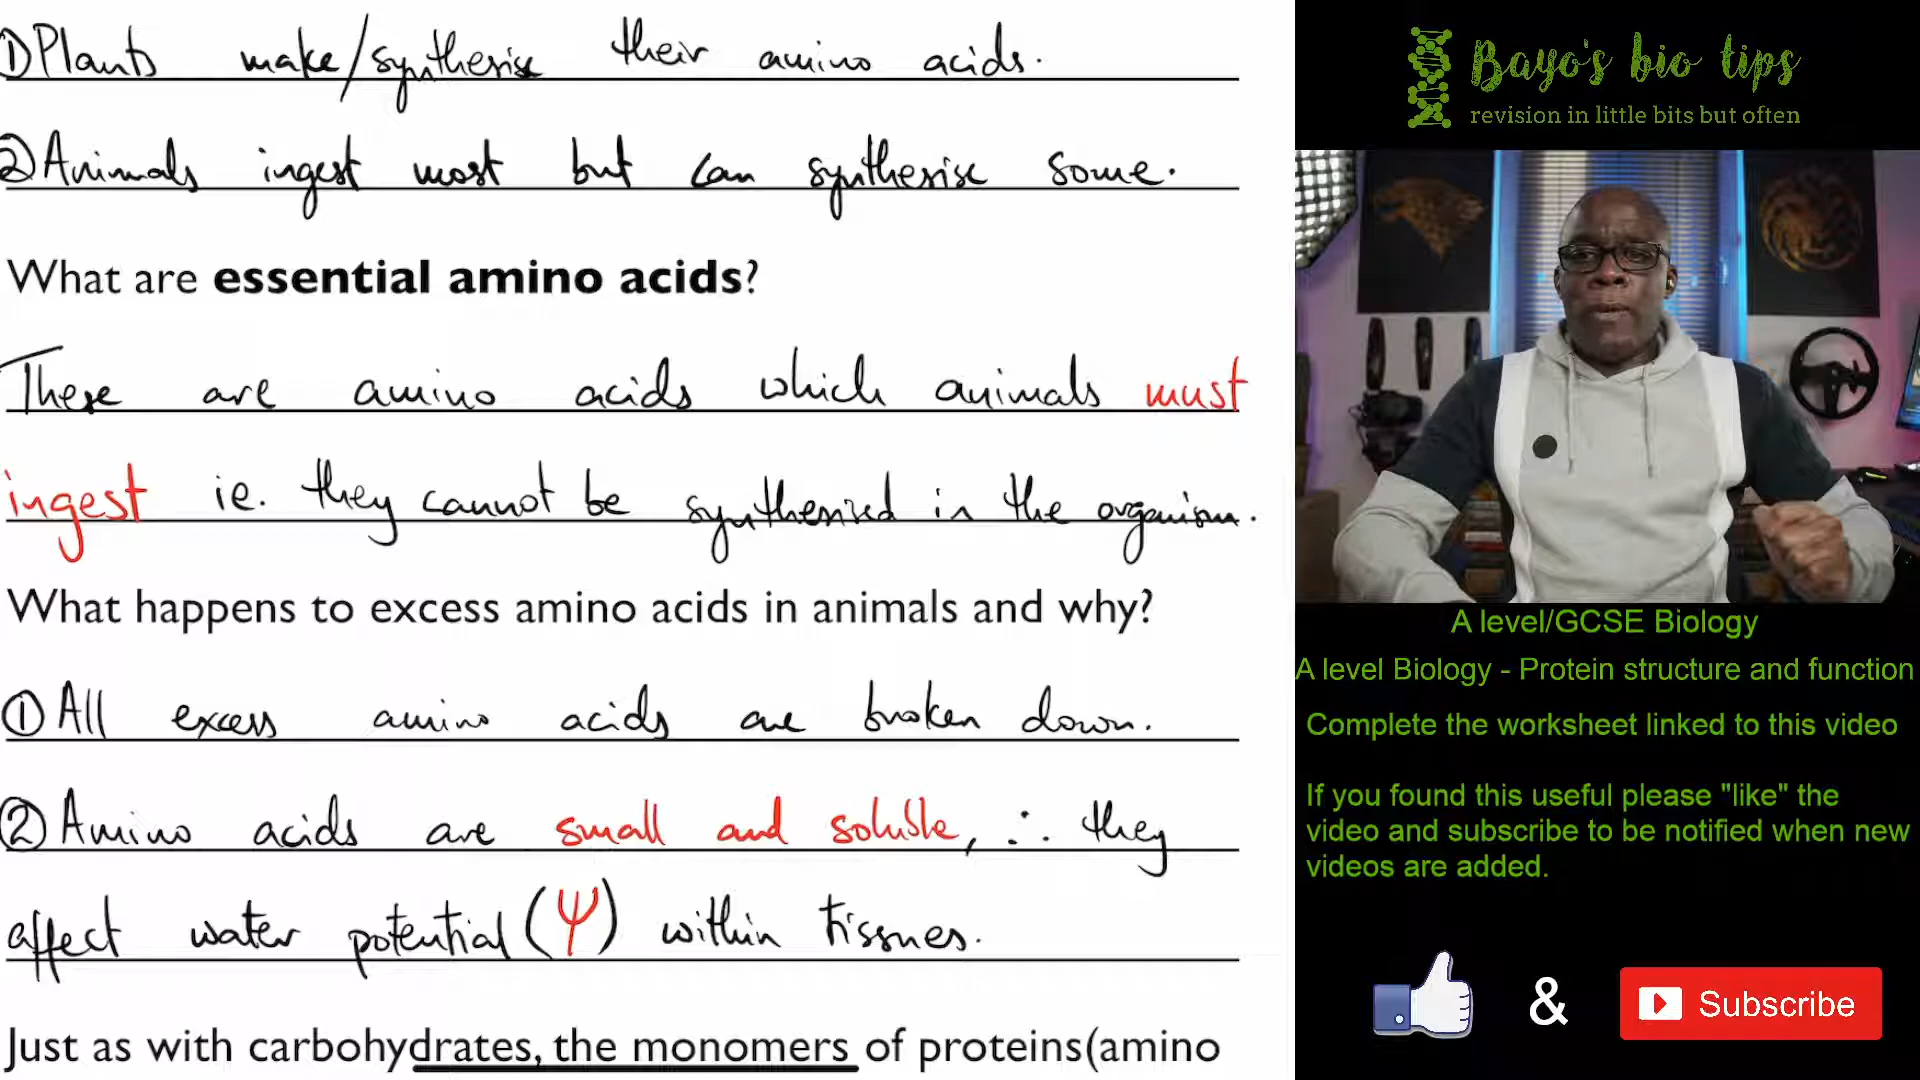 ① Plants make/synthesise their amino acids.
② Animals ingest most but can synthesise some.
What are essential amino acids?
These are amino acids which animals must
ingest ie. they cannot be synthesised in the organism.
What happens to excess amino acids in animals and why?
① All excess amino acids are broken down.
② Amino acids are small and soluble, ∴ they
affect water potential (Ψ) within tissues.
Just as with carbohydrates, the monomers of proteins(amino
Bayo's bio tips
revision in little bits but often
A level/GCSE Biology
A level Biology - Protein structure and function
Complete the worksheet linked to this video
If you found this useful please "like" the
video and subscribe to be notified when new
videos are added.
& Subscribe